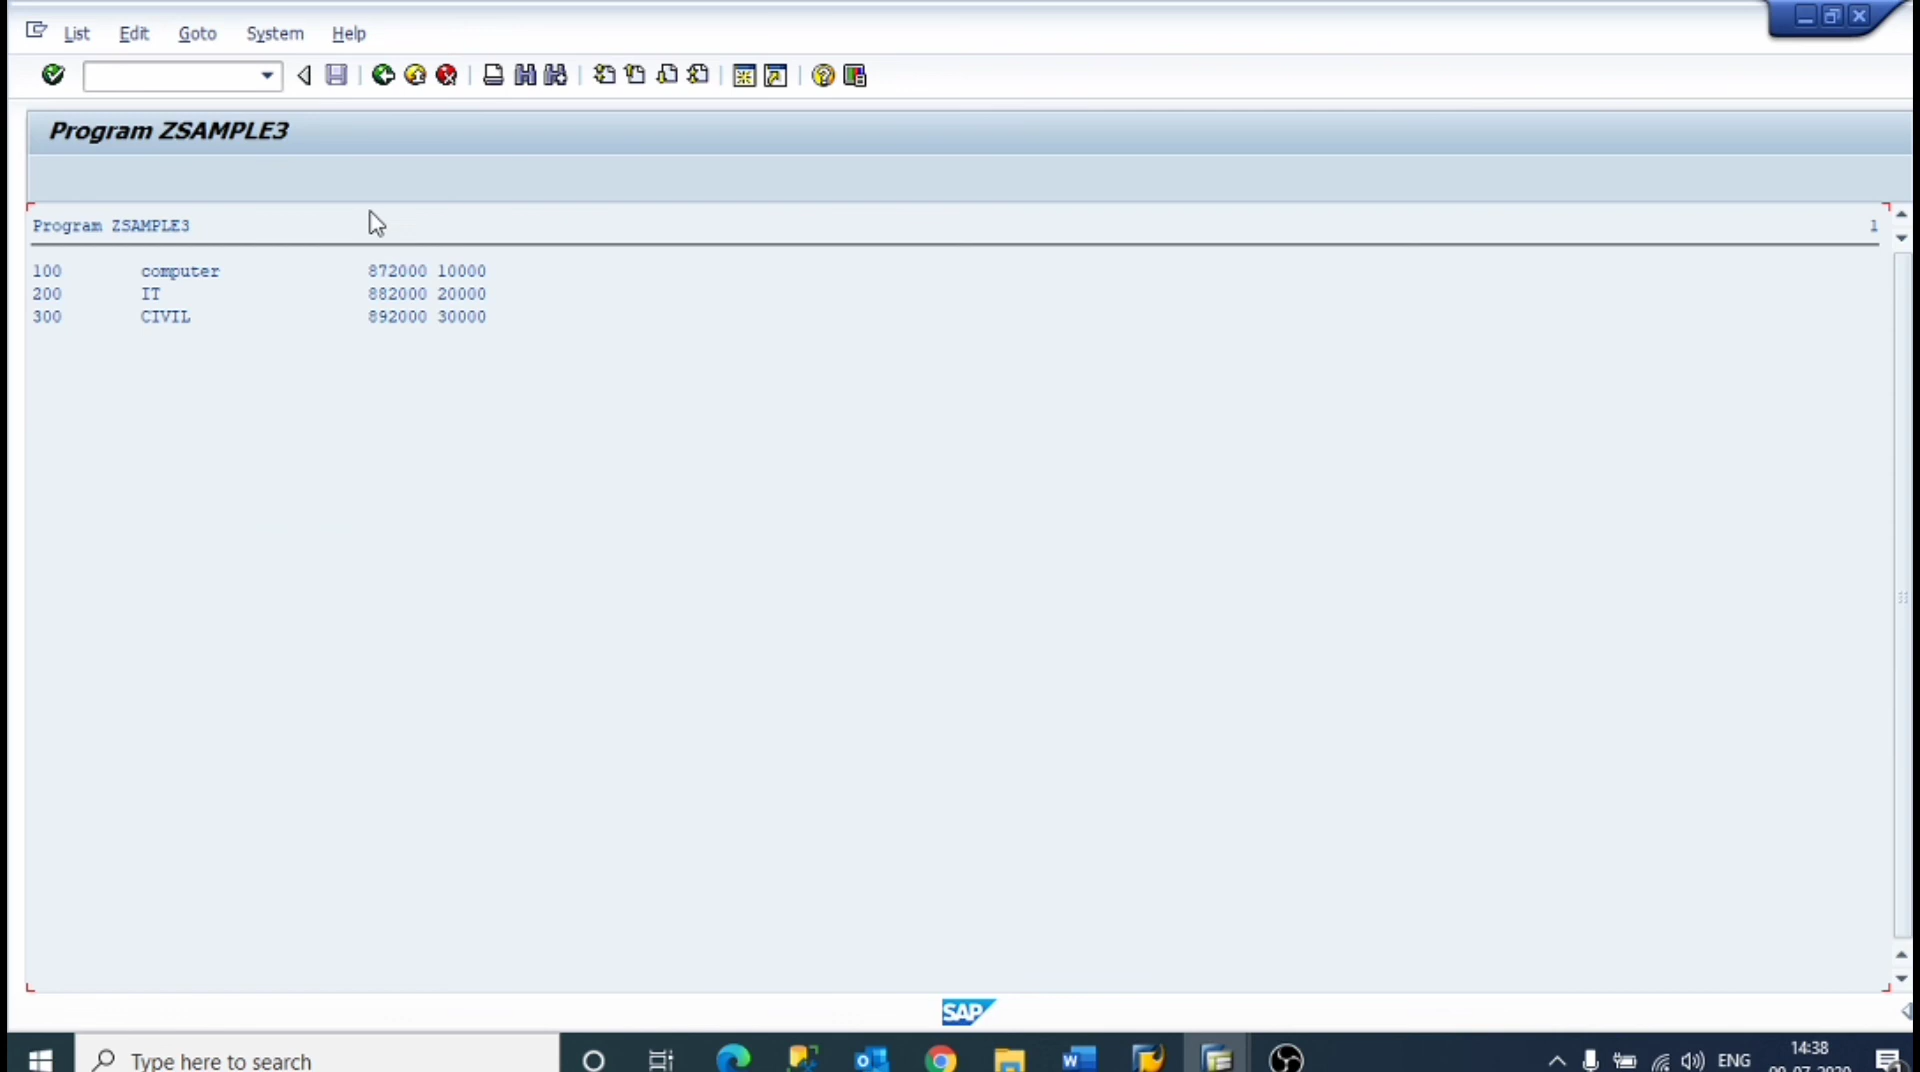 List Edit Goto System Help
Program ZSAMPLE3
Program ZSAMPLE3 1
100 computer 872000 10000
200 IT 882000 20000
300 CIVIL 892000 30000
SAP
Type here to search
ENG
14:38